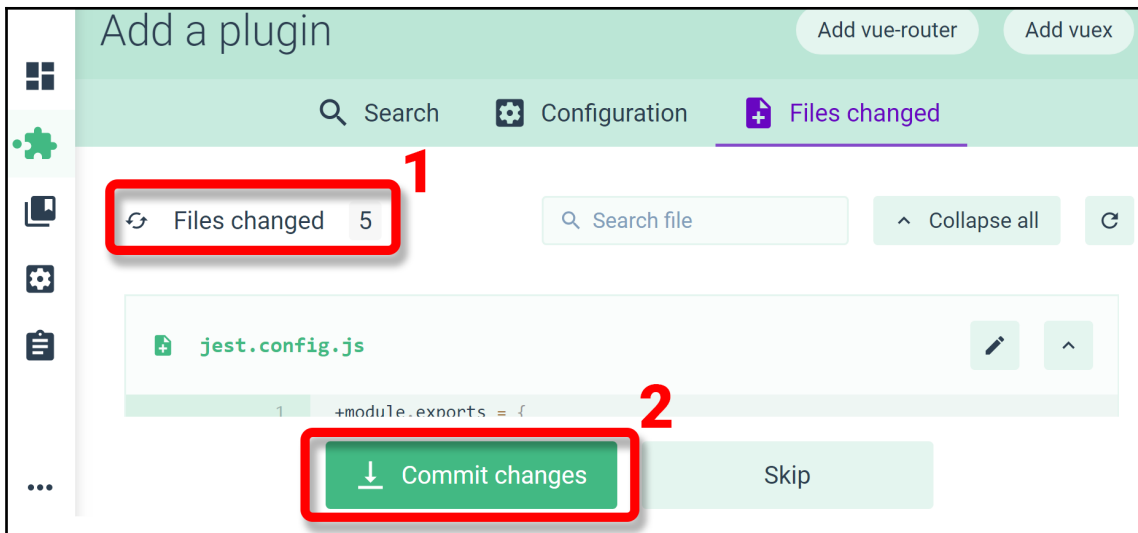 Add a plugin
Add vue-router
Add vuex
Search
Configuration
Files changed
1
Files changed 5
Search file
Collapse all
jest.config.js
1 +module.exports = {
2
Commit changes
Skip